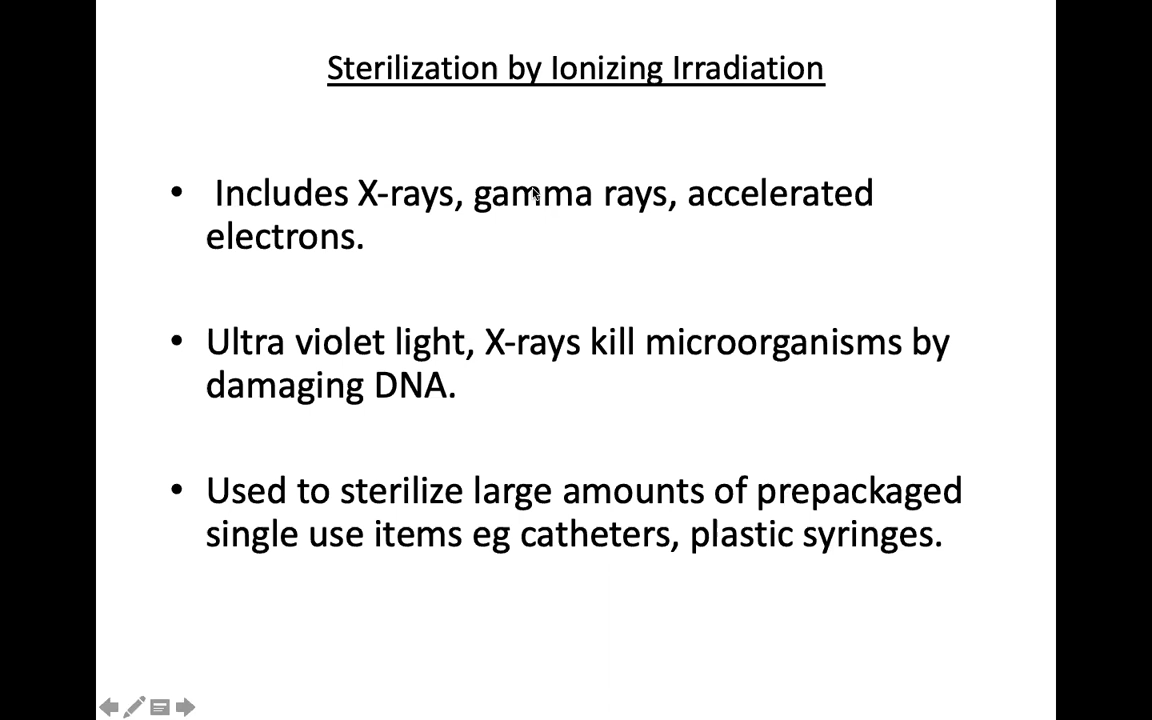 Sterilization by Ionizing Irradiation
• Includes X-rays, gamma rays, accelerated
electrons.
• Ultra violet light, X-rays kill microorganisms by
damaging DNA.
• Used to sterilize large amounts of prepackaged
single use items eg catheters, plastic syringes.